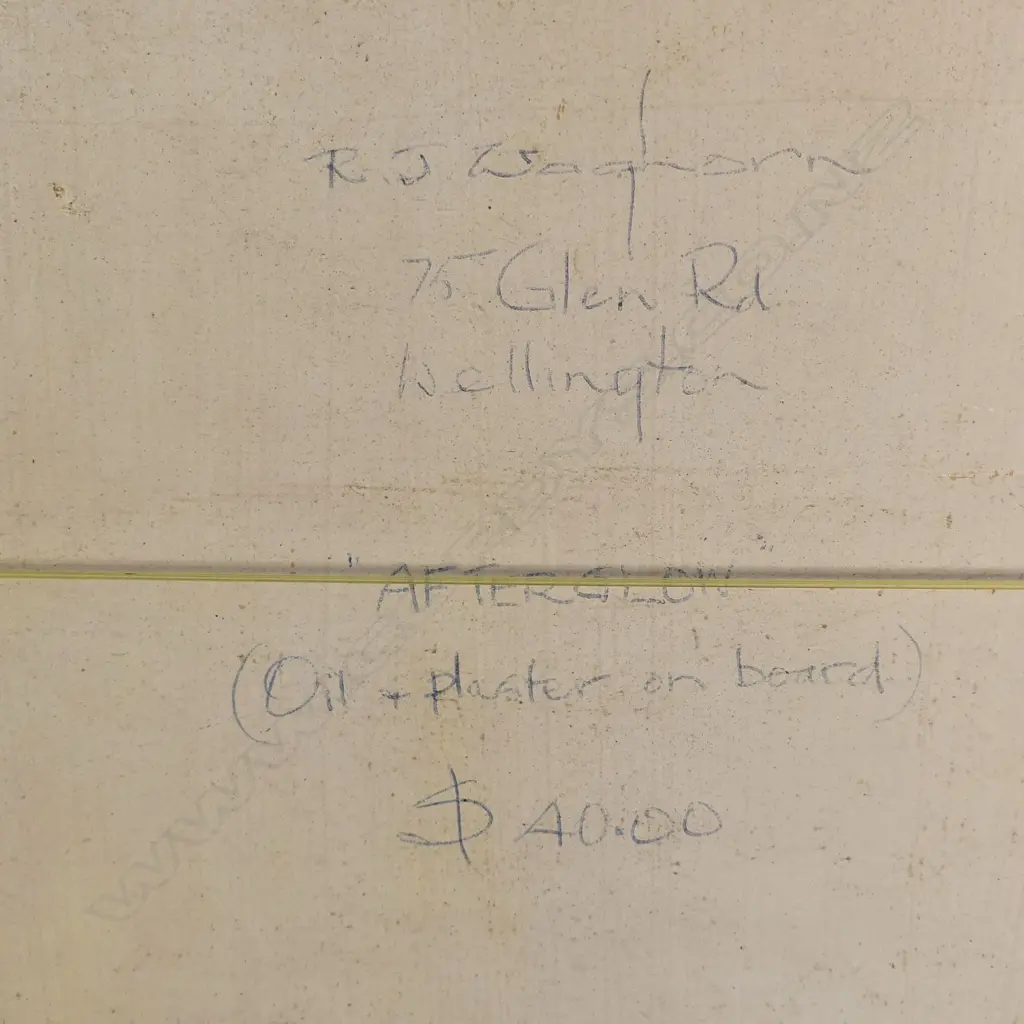 R.J. Waghorn
75 Glen Rd
Wellington
"AFTERGLOW"
(Oil + plaster on board)
$40.00